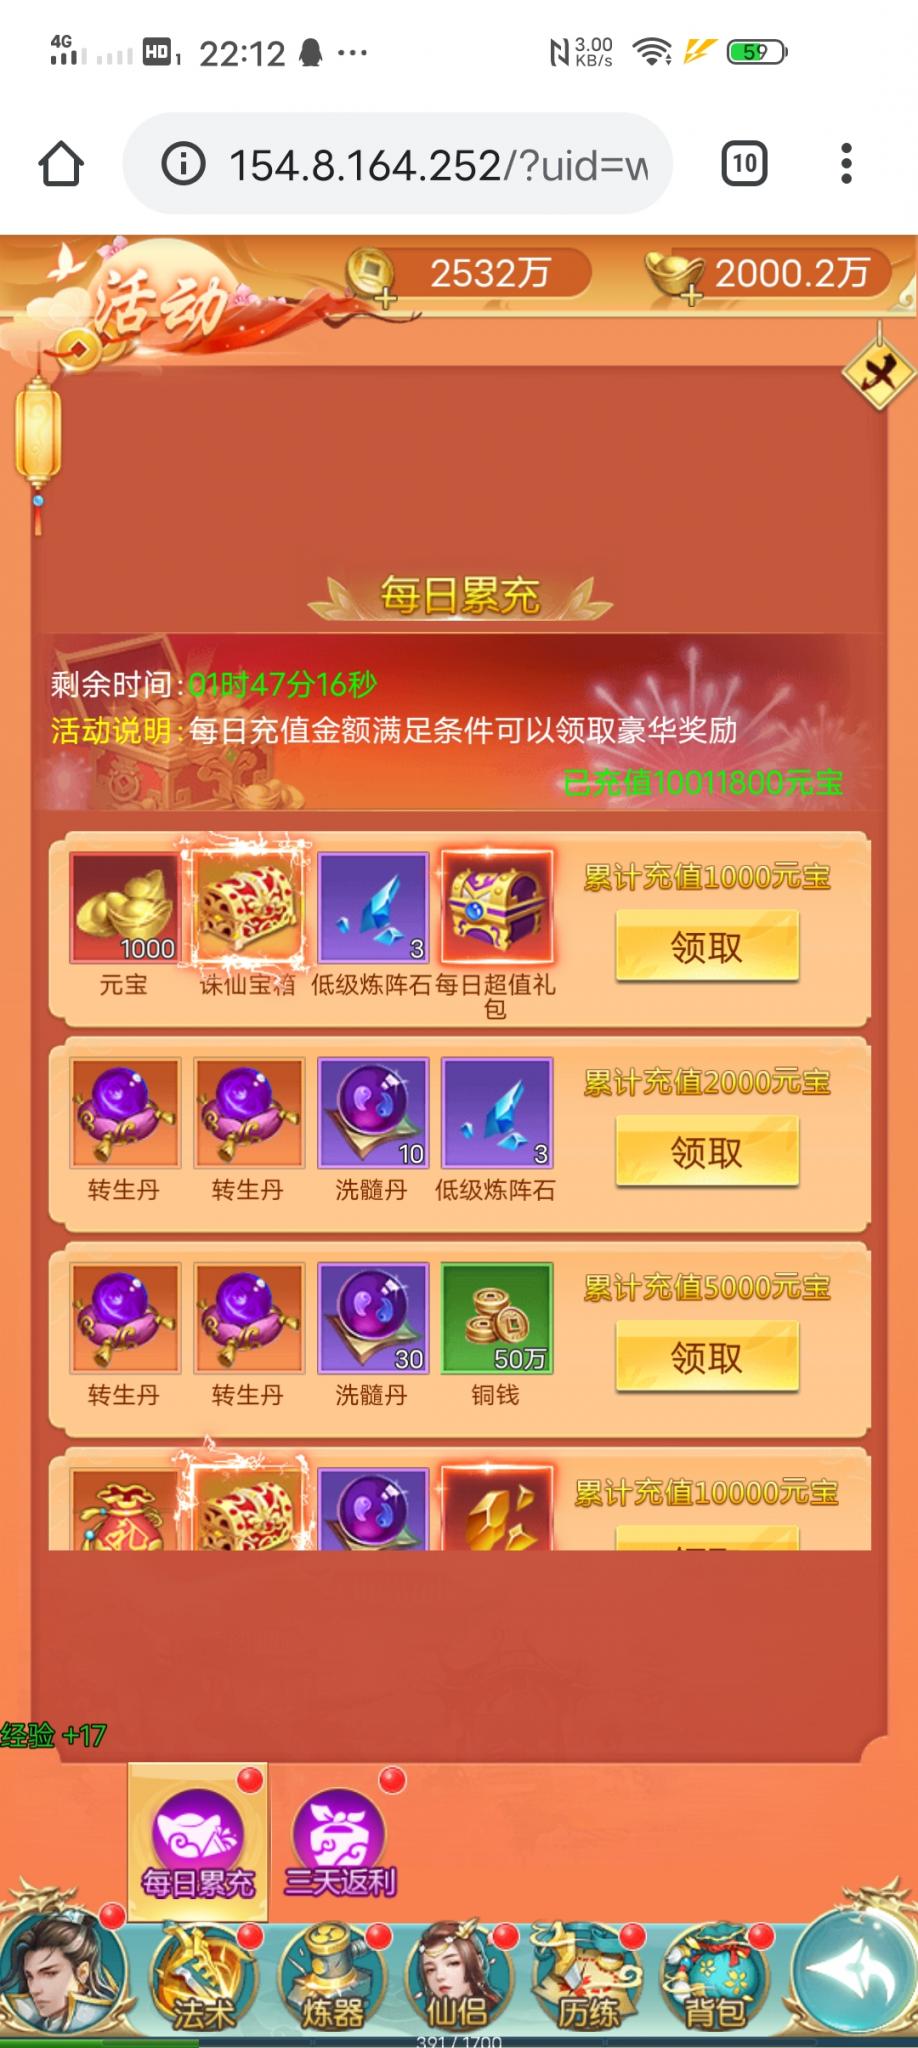 4G HD 1 22:12 ··· 3.00 KB/s 59
154.8.164.252/?uid=w 10
活动 2532万 2000.2万
每日累充
剩余时间:01时47分16秒
活动说明:每日充值金额满足条件可以领取豪华奖励
已充值10011800元宝
累计充值1000元宝
1000 3
领取
元宝 诛仙宝箱 低级炼阵石 每日超值礼
包
累计充值2000元宝
10 3
领取
转生丹 转生丹 洗髓丹 低级炼阵石
累计充值5000元宝
30 50万
领取
转生丹 转生丹 洗髓丹 铜钱
累计充值10000元宝
经验 +17
每日累充 三天返利
法术 炼器 仙侣 历练 背包
391/1700